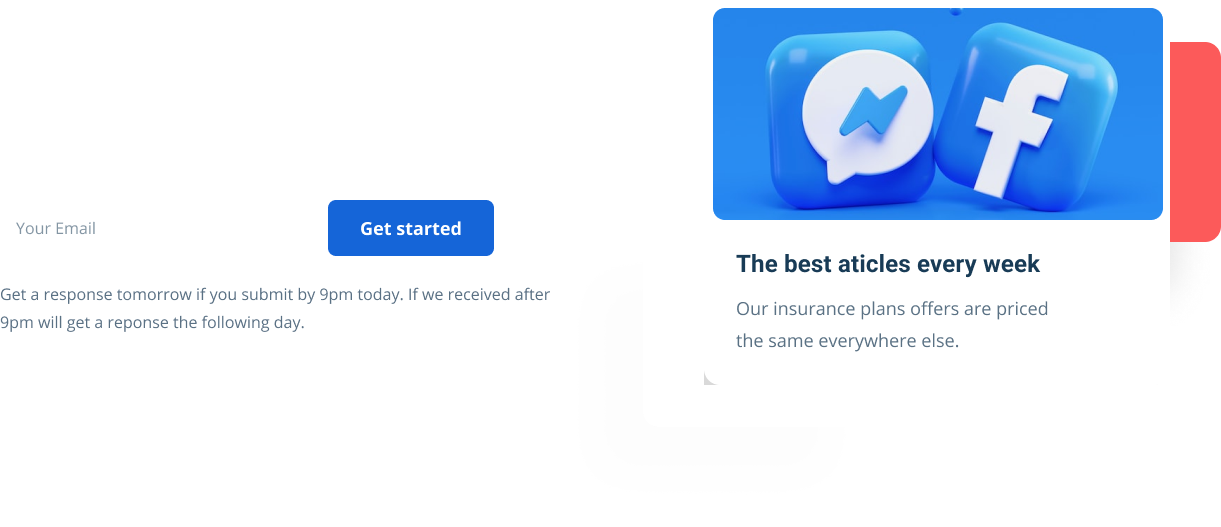 Your Email
Get started
Get a response tomorrow if you submit by 9pm today. If we received after
9pm will get a reponse the following day.
The best aticles every week
Our insurance plans offers are priced
the same everywhere else.